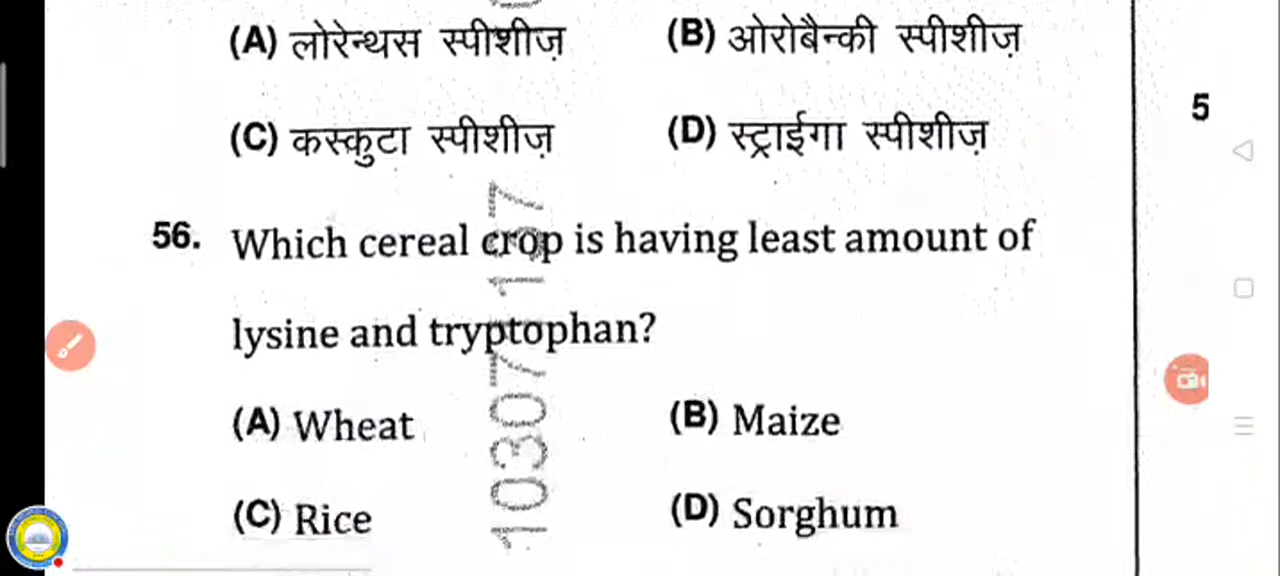 (A) लोरेन्थस स्पीशीज़ (B) ओरोबैन्की स्पीशीज़
(C) कस्कुटा स्पीशीज़ (D) स्ट्राईगा स्पीशीज़
5
56. Which cereal crop is having least amount of
lysine and tryptophan?
(A) Wheat (B) Maize
(C) Rice (D) Sorghum